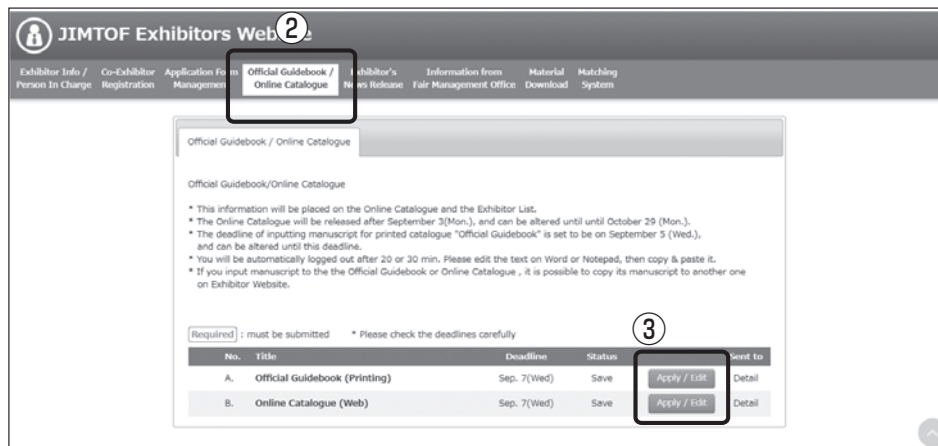 ②
JIMTOF Exhibitors Web e
Exhibitor Info / Co-Exhibitor Application Fo m Official Guidebook / xhibitor's Information from Material Matching
Person In Charge Registration Managemen Online Catalogue N ws Release Fair Management Office Download System
Official Guidebook / Online Catalogue
Official Guidebook/Online Catalogue
* This information will be placed on the Online Catalogue and the Exhibitor List.
* The Online Catalogue will be released after September 3(Mon.), and can be altered until until October 29 (Mon.).
* The deadline of inputting manuscript for printed catalogue "Official Guidebook" is set to be on September 5 (Wed.),
and can be altered until this deadline.
* You will be automatically logged out after 20 or 30 min. Please edit the text on Word or Notepad, then copy & paste it.
* If you input manuscript to the the Official Guidebook or Online Catalogue , it is possible to copy its manuscript to another one
on Exhibitor Website.
Required : must be submitted * Please check the deadlines carefully
③
No. Title Deadline Status Sent to
A. Official Guidebook (Printing) Sep. 7(Wed) Save Apply / Edit Detail
B. Online Catalogue (Web) Sep. 7(Wed) Save Apply / Edit Detail